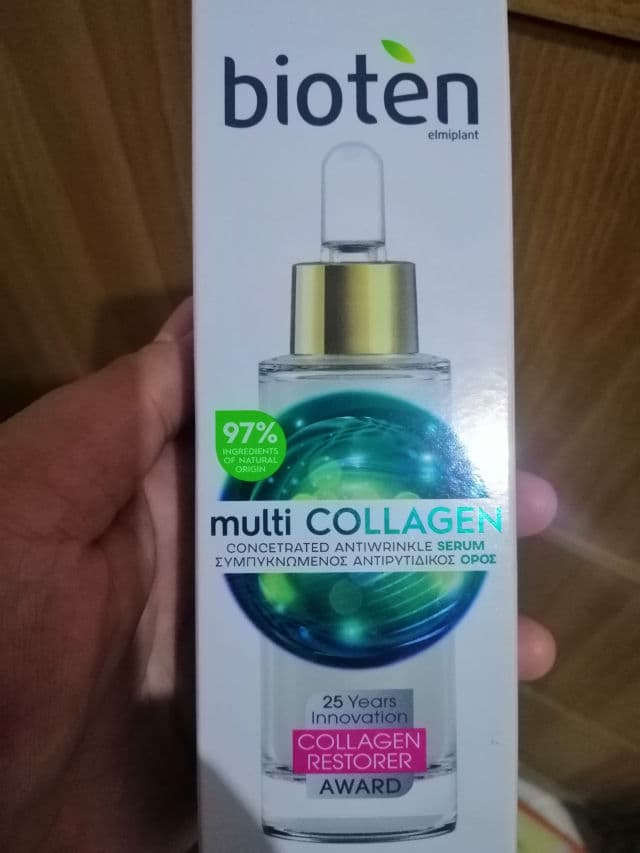 biotèn
elmiplant
97%
INGREDIENTS
OF NATURAL
ORIGIN
multi COLLAGEN
CONCETRATED ANTIWRINKLE SERUM
ΣΥΜΠΥΚΝΩΜΕΝΟΣ ΑΝΤΙΡΥΤΙΔΙΚΟΣ ΟΡΟΣ
25 Years
Innovation
COLLAGEN
RESTORER
AWARD